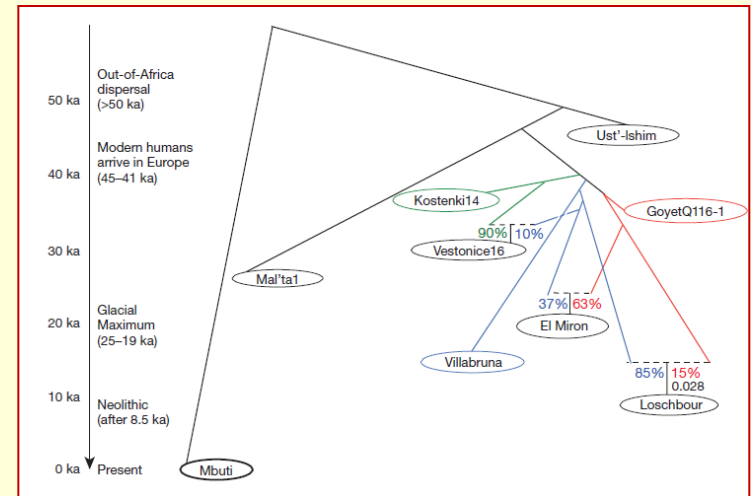 Out-of-Africa
dispersal
(>50 ka)
50 ka
Ust'-Ishim
Modern humans
arrive in Europe
(45–41 ka)
40 ka
Kostenki14
GoyetQ116-1
90% 10%
Vestonice16
30 ka
Mal'ta1
37% 63%
El Miron
Glacial
Maximum
(25–19 ka)
20 ka
Villabruna
85% 15%
0.028
Loschbour
10 ka
Neolithic
(after 8.5 ka)
0 ka
Present
Mbuti